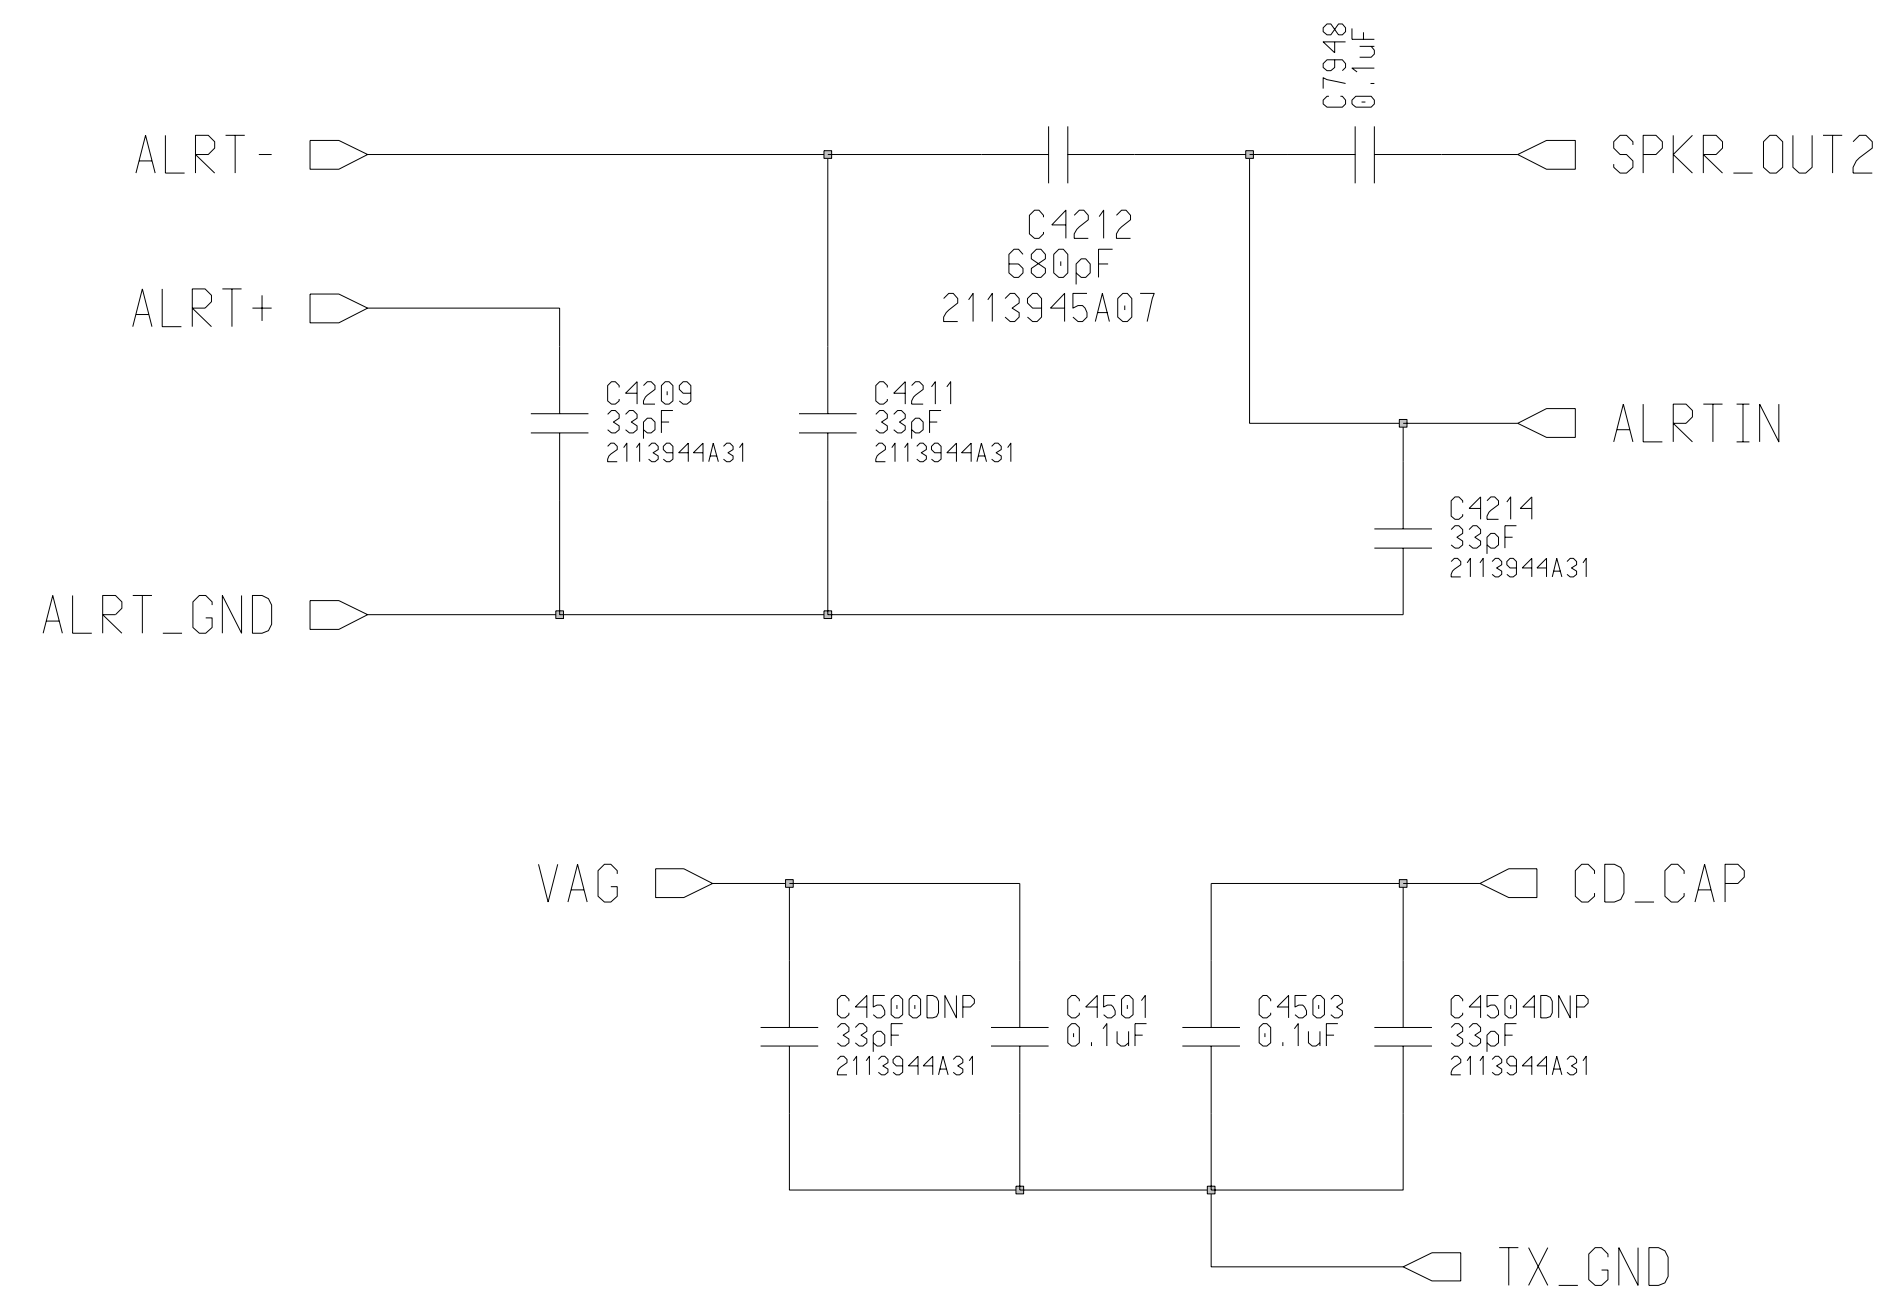 C7948
0.1uF
ALRT-
SPKR_OUT2
C4212
680pF
2113945A07
ALRT+
C4209
33pF
2113944A31
C4211
33pF
2113944A31
ALRTIN
C4214
33pF
2113944A31
ALRT_GND
VAG
CD_CAP
C4500DNP
33pF
2113944A31
C4501
0.1uF
C4503
0.1uF
C4504DNP
33pF
2113944A31
TX_GND